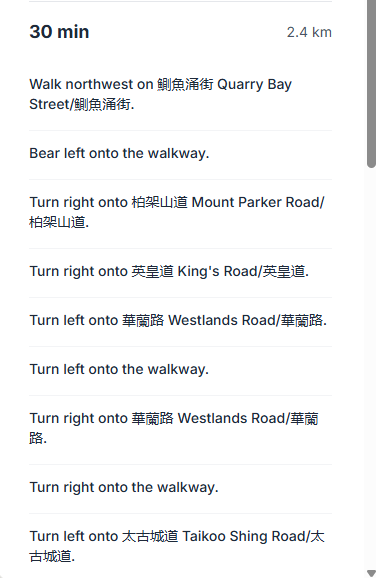 30 min
2.4 km
Walk northwest on 鰂魚涌街 Quarry Bay
Street/鰂魚涌街.
Bear left onto the walkway.
Turn right onto 柏架山道 Mount Parker Road/
柏架山道.
Turn right onto 英皇道 King's Road/英皇道.
Turn left onto 華蘭路 Westlands Road/華蘭路.
Turn left onto the walkway.
Turn right onto 華蘭路 Westlands Road/華蘭
路.
Turn right onto the walkway.
Turn left onto 太古城道 Taikoo Shing Road/太
古城道.